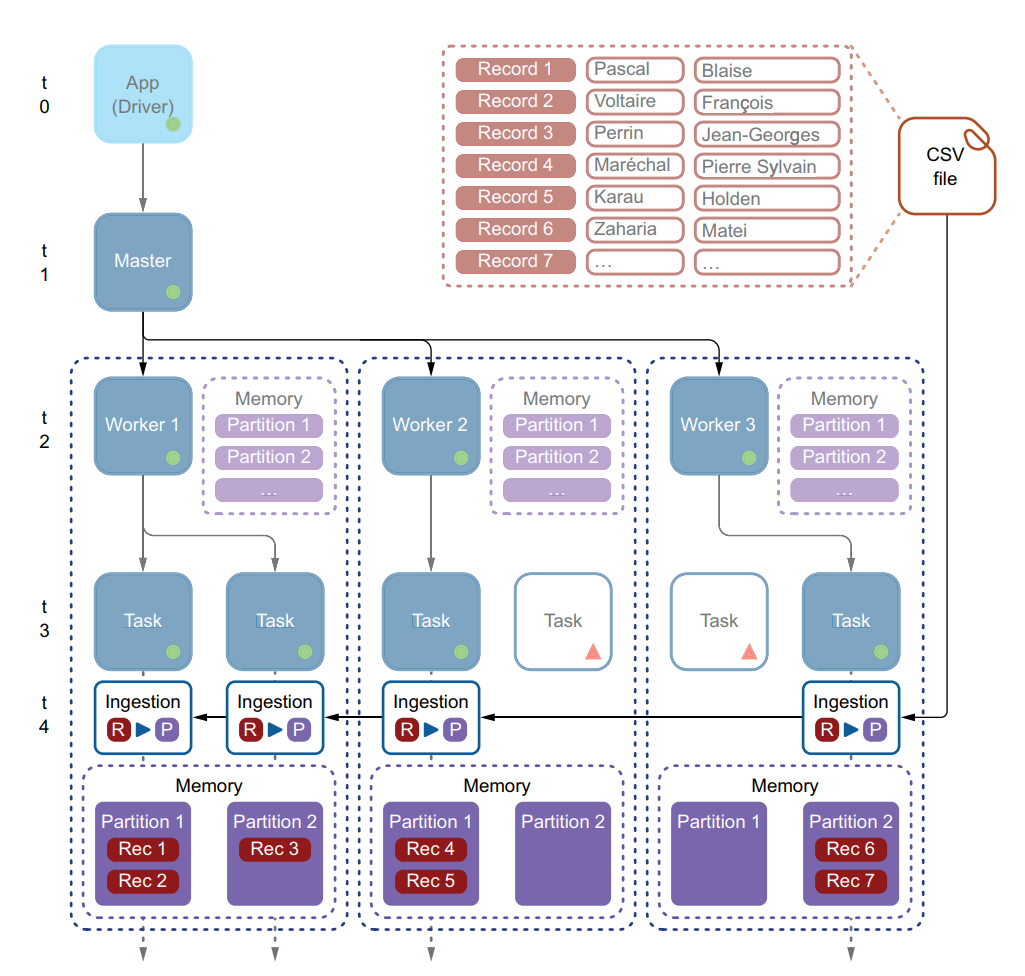 t
0
App
(Driver)
Record 1 Pascal Blaise
Record 2 Voltaire François
Record 3 Perrin Jean-Georges
Record 4 Maréchal Pierre Sylvain
Record 5 Karau Holden
Record 6 Zaharia Matei
Record 7 ... ...
CSV
file
t
1
Master
t
2
Worker 1
Memory
Partition 1
Partition 2
...
Worker 2
Memory
Partition 1
Partition 2
...
Worker 3
Memory
Partition 1
Partition 2
...
t
3
Task
Task
Task
Task
Task
Task
t
4
Ingestion
R P
Ingestion
R P
Ingestion
R P
Ingestion
R P
Memory
Partition 1
Rec 1
Rec 2
Partition 2
Rec 3
Memory
Partition 1
Rec 4
Rec 5
Partition 2
Memory
Partition 1
Partition 2
Rec 6
Rec 7